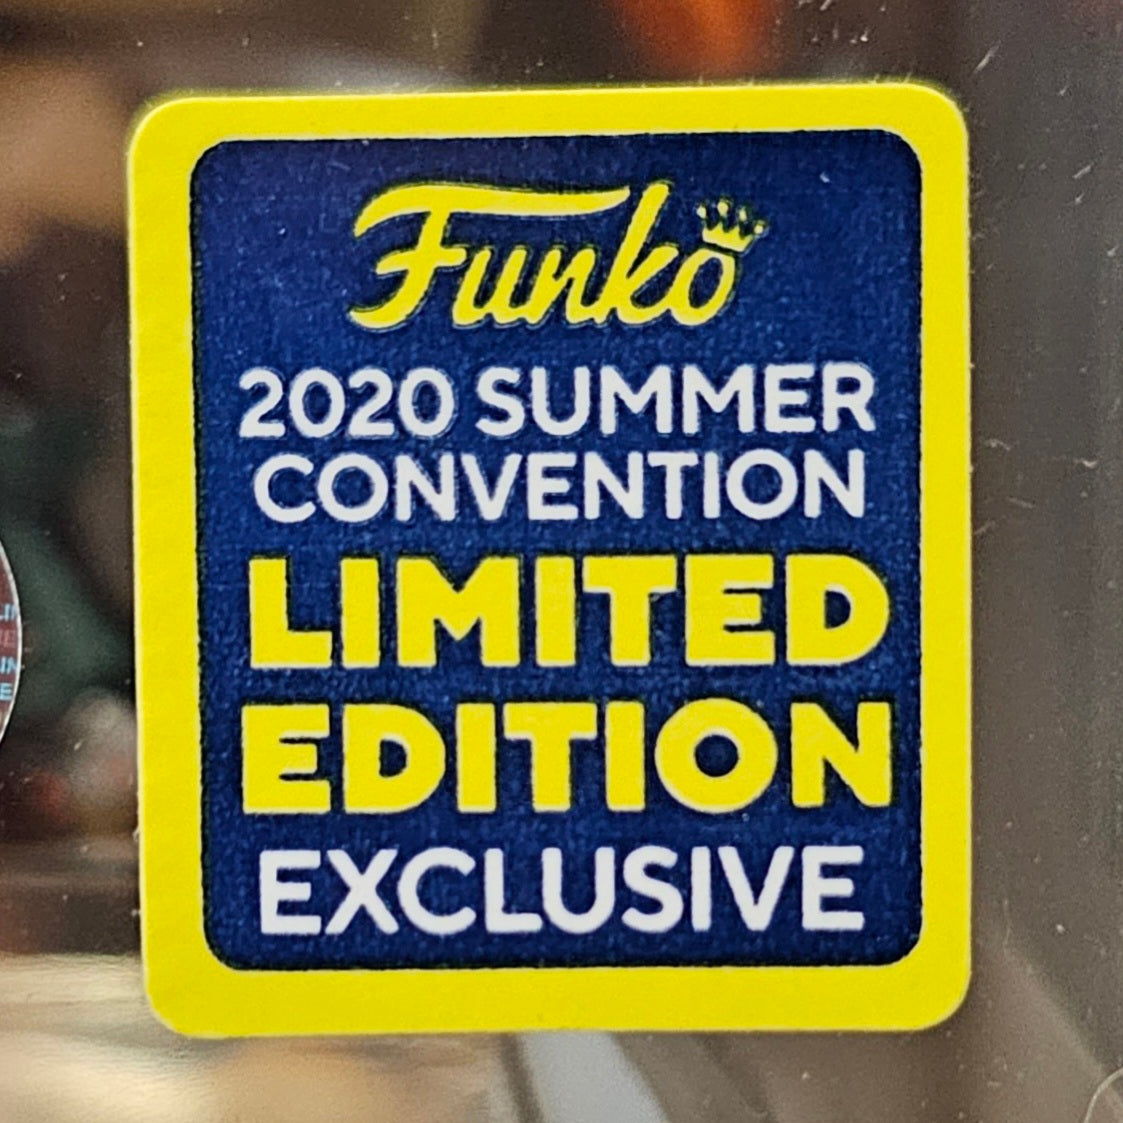 Funko
2020 SUMMER
CONVENTION
LIMITED
EDITION
EXCLUSIVE